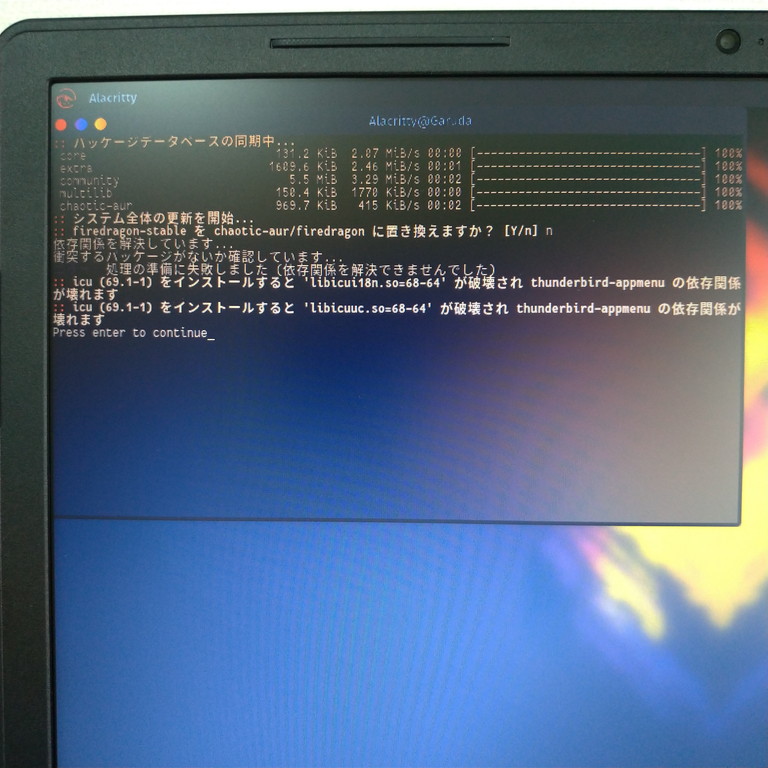 Alacritty
Alacritty@Garuda
:: パッケージデータベースの同期中...
core 131.2 KiB 2.07 MiB/s 00:00 [----------------------------------] 100%
extra 1609.6 KiB 2.46 MiB/s 00:01 [----------------------------------] 100%
community 5.5 MiB 3.29 MiB/s 00:02 [----------------------------------] 100%
multilib 150.4 KiB 1770 KiB/s 00:00 [----------------------------------] 100%
chaotic-aur 969.7 KiB 415 KiB/s 00:02 [----------------------------------] 100%
:: システム全体の更新を開始...
:: firedragon-stable を chaotic-aur/firedragon に置き換えますか? [Y/n] n
依存関係を解決しています...
衝突するパッケージがないか確認しています...
処理の準備に失敗しました (依存関係を解決できませんでした)
:: icu (69.1-1) をインストールすると 'libicui18n.so=68-64' が破壊され thunderbird-appmenu の依存関係
が壊れます
:: icu (69.1-1) をインストールすると 'libicuuc.so=68-64' が破壊され thunderbird-appmenu の依存関係が
壊れます
Press enter to continue_